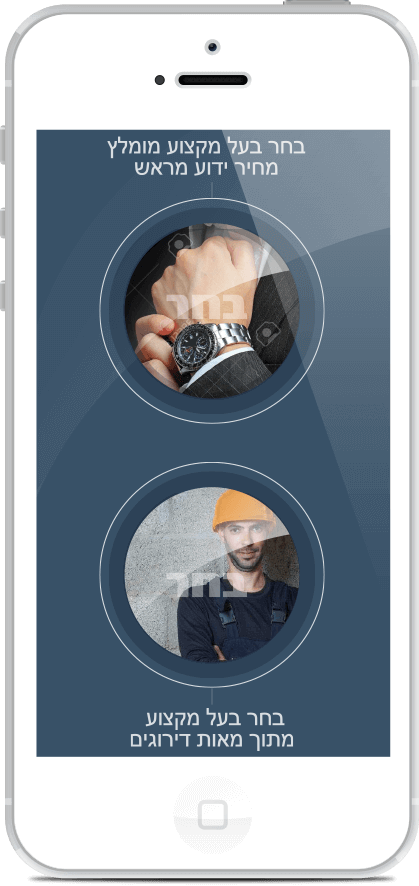 בחר בעל מקצוע מומלץ
מחיר ידוע מראש
בחר
בחר
בחר בעל מקצוע
מתוך מאות דירוגים